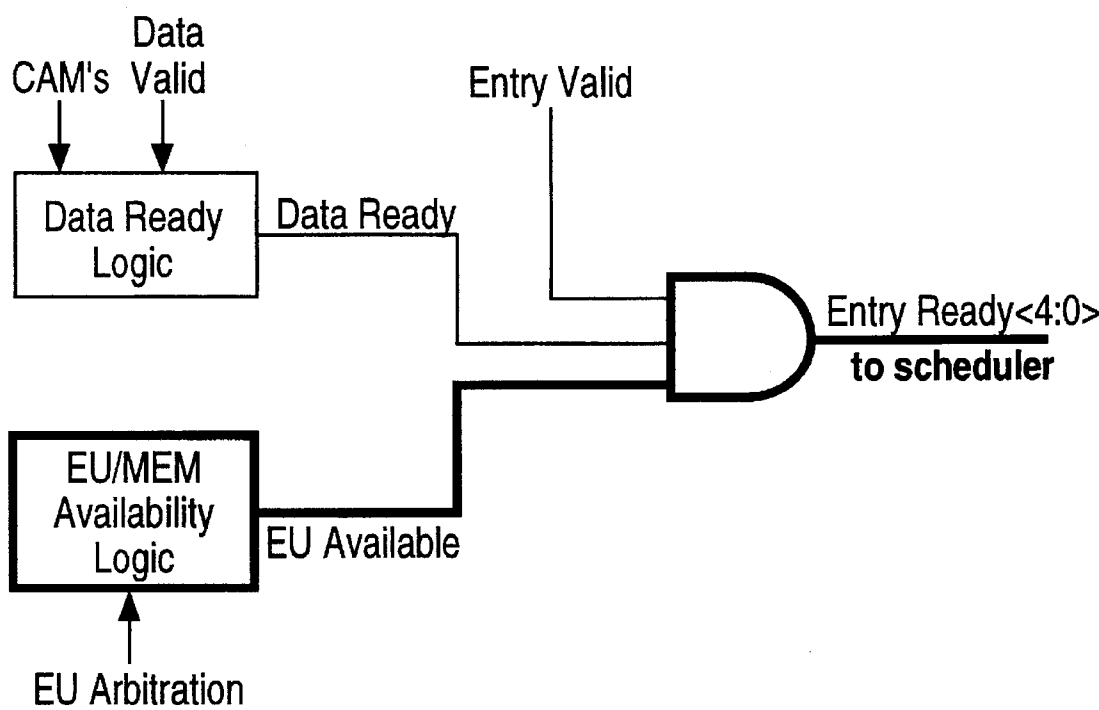 Data
CAM's Valid
Entry Valid
Data Ready
Logic
Data Ready
Entry Ready<4:0>
to scheduler
EU/MEM
Availability
Logic
EU Available
EU Arbitration